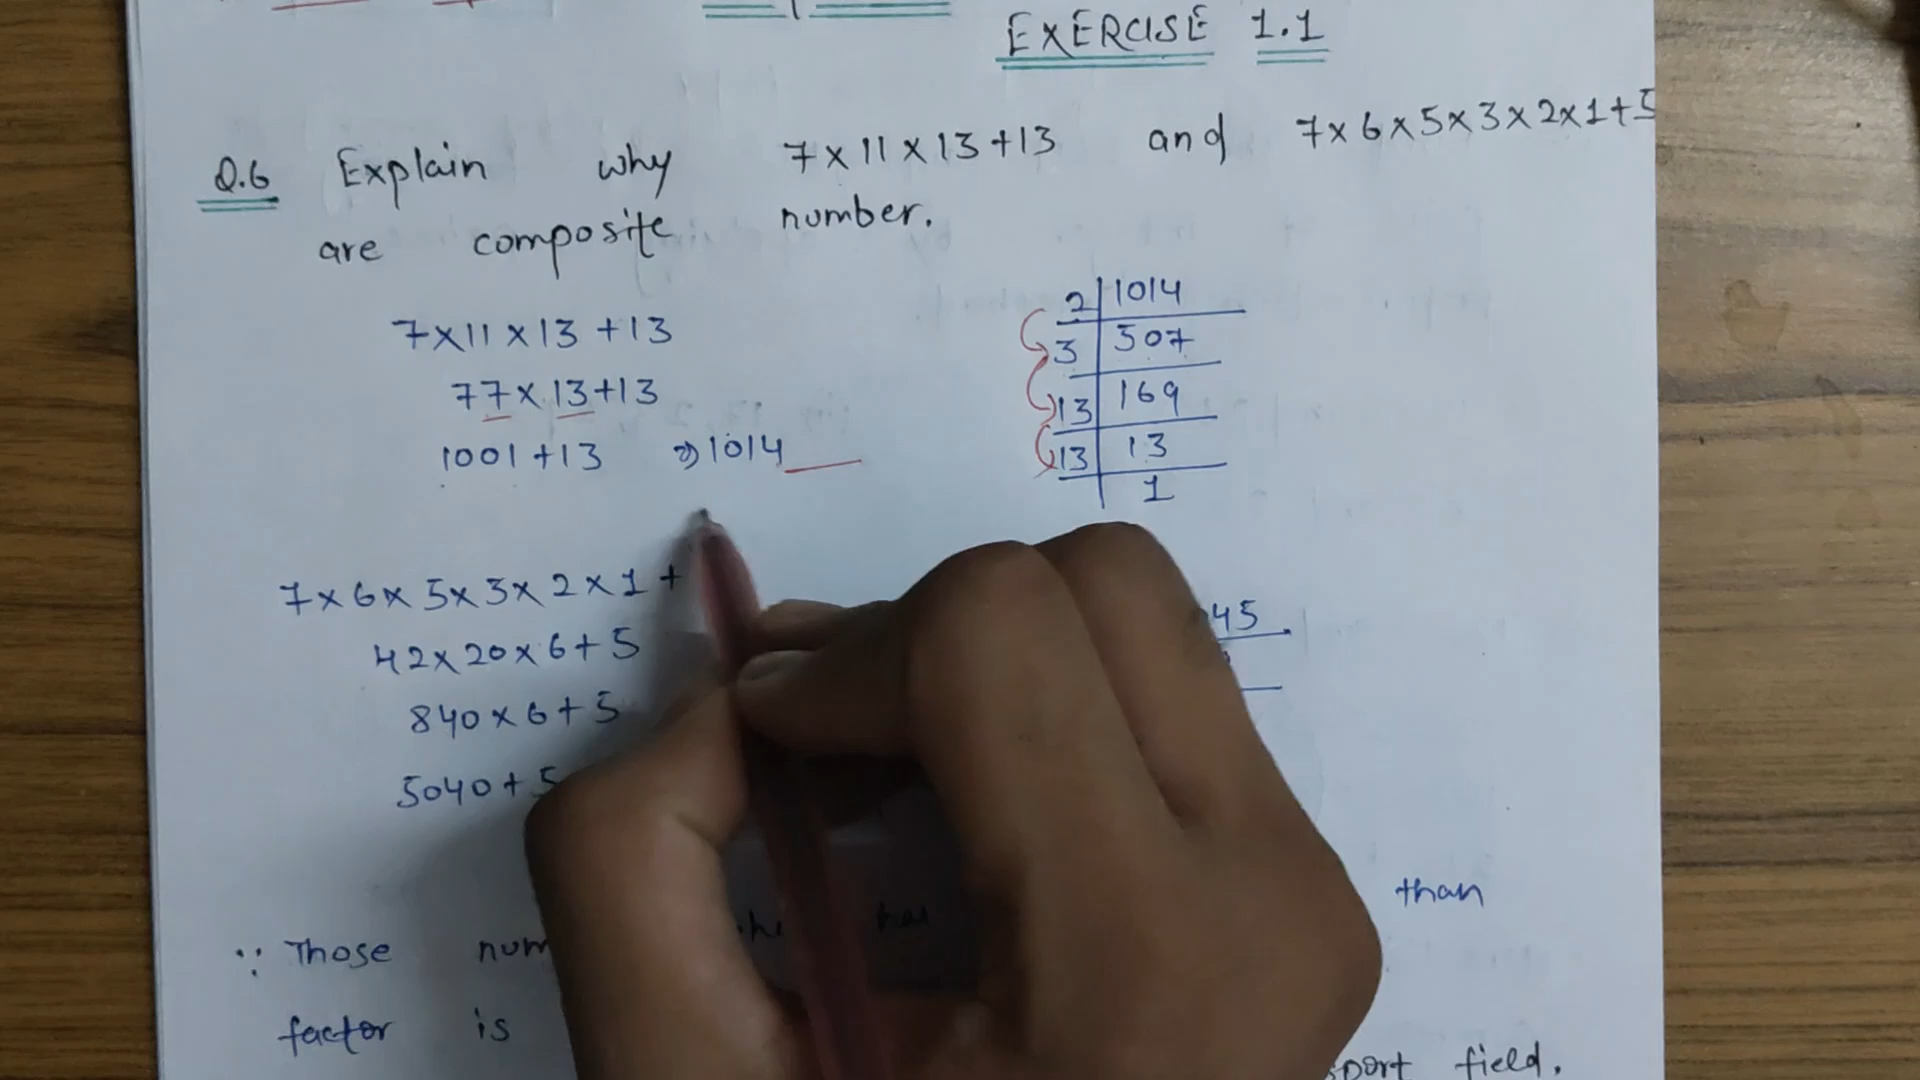 EXERCISE 1.1
Q.6 Explain why 7×11×13+13 and 7×6×5×3×2×1+5
are composite number.
7×11×13+13
77×13+13
1001+13 ⇒1014
2 1014
3 507
13 169
13 13
1
7×6×5×3×2×1+
42×20×6+5
840×6+5
5040+5
45
∵ Those has than
factor is field.